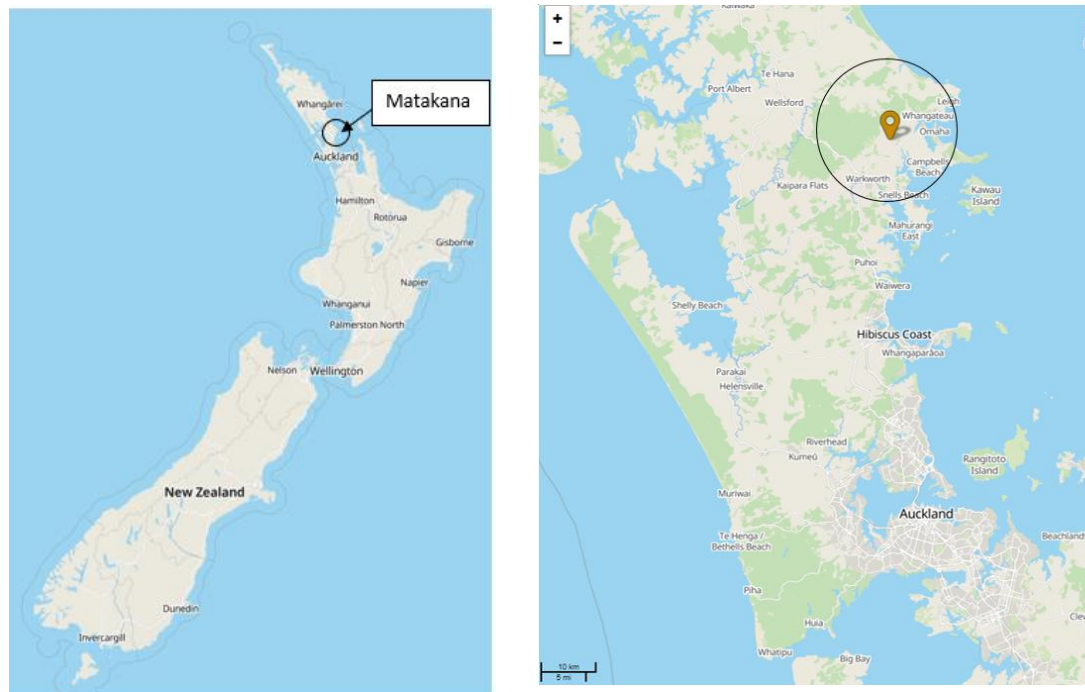 Whangārei
Matakana
Auckland
Hamilton
Rotorua
Gisborne
Napier
Whanganui
Palmerston North
Nelson
Wellington
New Zealand
Dunedin
Invercargill
+
−
Te Hana
Port Albert
Wellsford
Leigh
Whangateau
Omaha
Campbells
Beach
Warkworth
Kaipara Flats
Snells Beach
Kawau
Island
Mahurangi
East
Puhoi
Waiwera
Shelly Beach
Hibiscus Coast
Whangaparāoa
Parakai
Helensville
Riverhead
Kumeū
Rangitoto
Island
Muriwai
Auckland
Te Henga /
Bethells Beach
Beachlands
Piha
Huia
Whatipu
Big Bay
10 km
5 mi